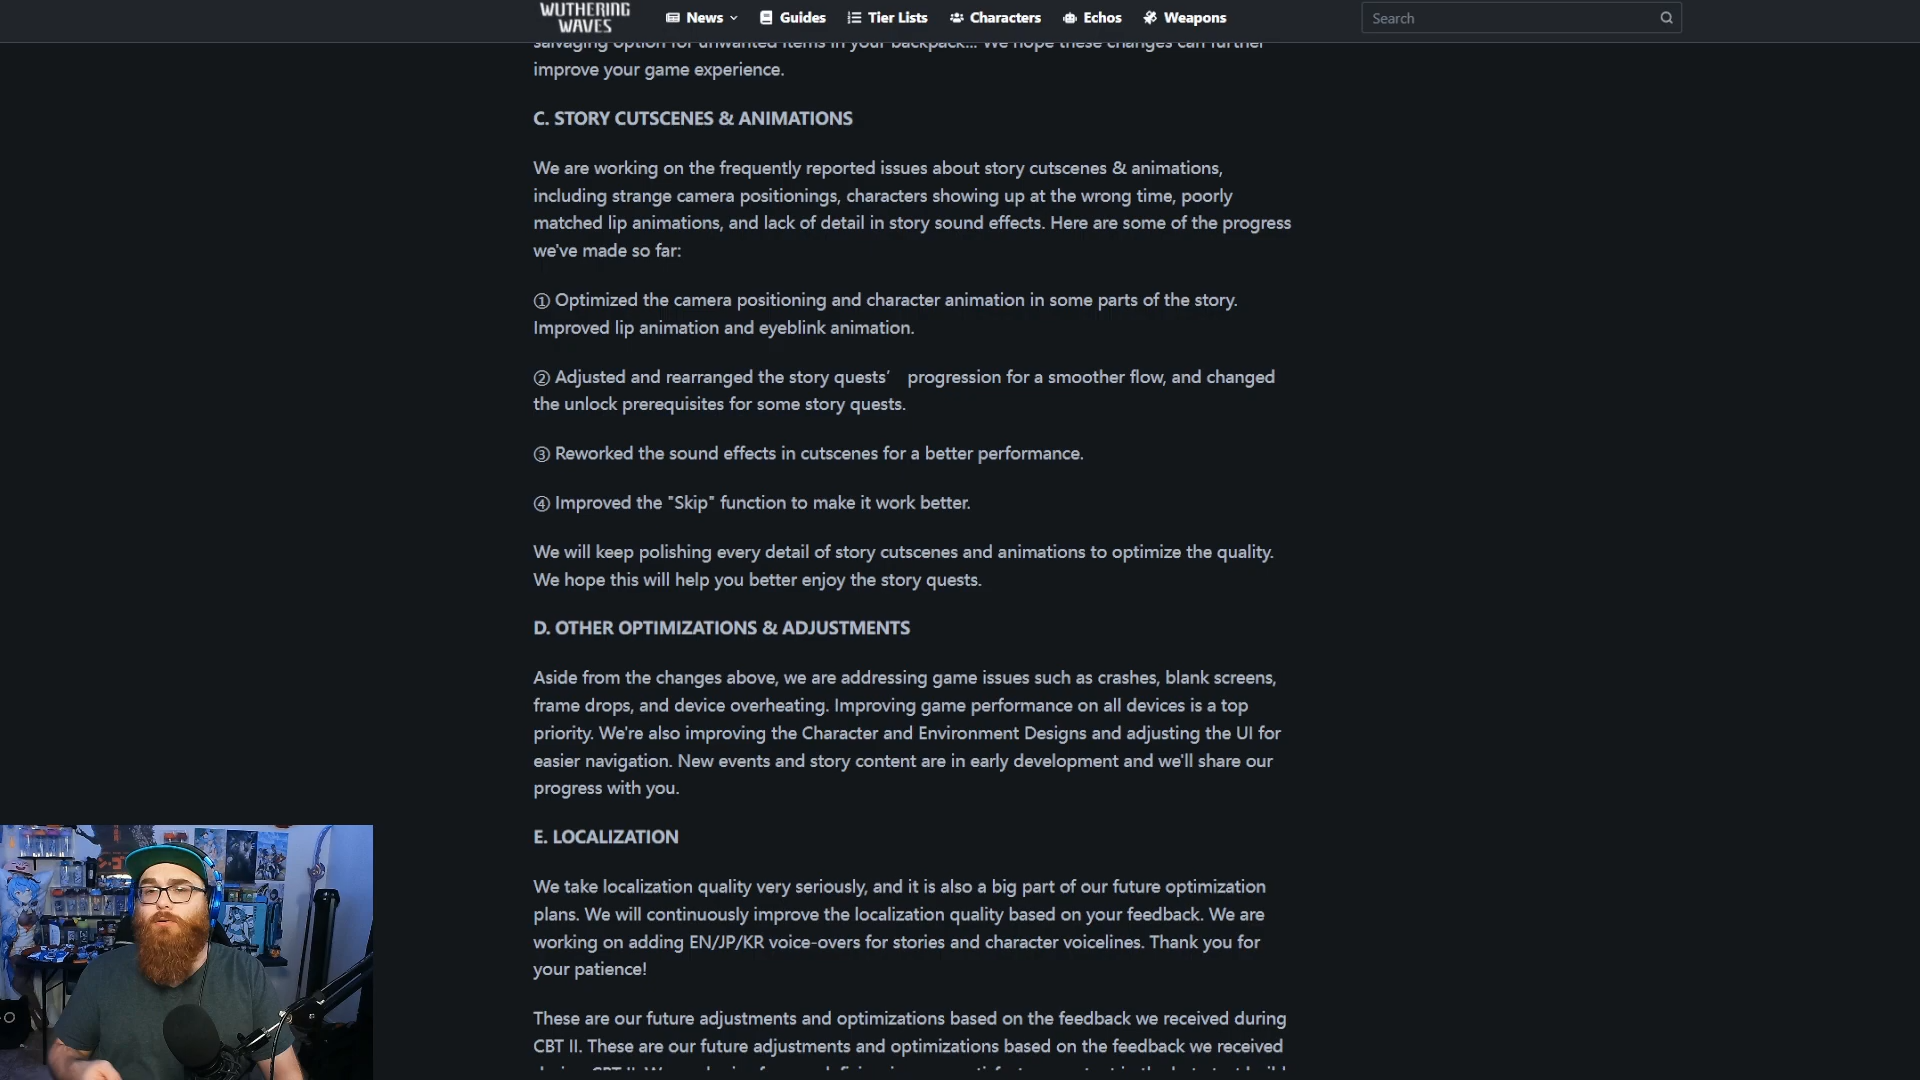 WUTHERING
WAVES
News
Guides
Tier Lists
Characters
Echos
Weapons
Search
salvaging option for unwanted items in your backpack... We hope these changes can further
improve your game experience.
C. STORY CUTSCENES & ANIMATIONS
We are working on the frequently reported issues about story cutscenes & animations,
including strange camera positionings, characters showing up at the wrong time, poorly
matched lip animations, and lack of detail in story sound effects. Here are some of the progress
we've made so far:
① Optimized the camera positioning and character animation in some parts of the story.
Improved lip animation and eyeblink animation.
② Adjusted and rearranged the story quests’ progression for a smoother flow, and changed
the unlock prerequisites for some story quests.
③ Reworked the sound effects in cutscenes for a better performance.
④ Improved the "Skip" function to make it work better.
We will keep polishing every detail of story cutscenes and animations to optimize the quality.
We hope this will help you better enjoy the story quests.
D. OTHER OPTIMIZATIONS & ADJUSTMENTS
Aside from the changes above, we are addressing game issues such as crashes, blank screens,
frame drops, and device overheating. Improving game performance on all devices is a top
priority. We're also improving the Character and Environment Designs and adjusting the UI for
easier navigation. New events and story content are in early development and we'll share our
progress with you.
E. LOCALIZATION
We take localization quality very seriously, and it is also a big part of our future optimization
plans. We will continuously improve the localization quality based on your feedback. We are
working on adding EN/JP/KR voice-overs for stories and character voicelines. Thank you for
your patience!
These are our future adjustments and optimizations based on the feedback we received during
CBT II. These are our future adjustments and optimizations based on the feedback we received